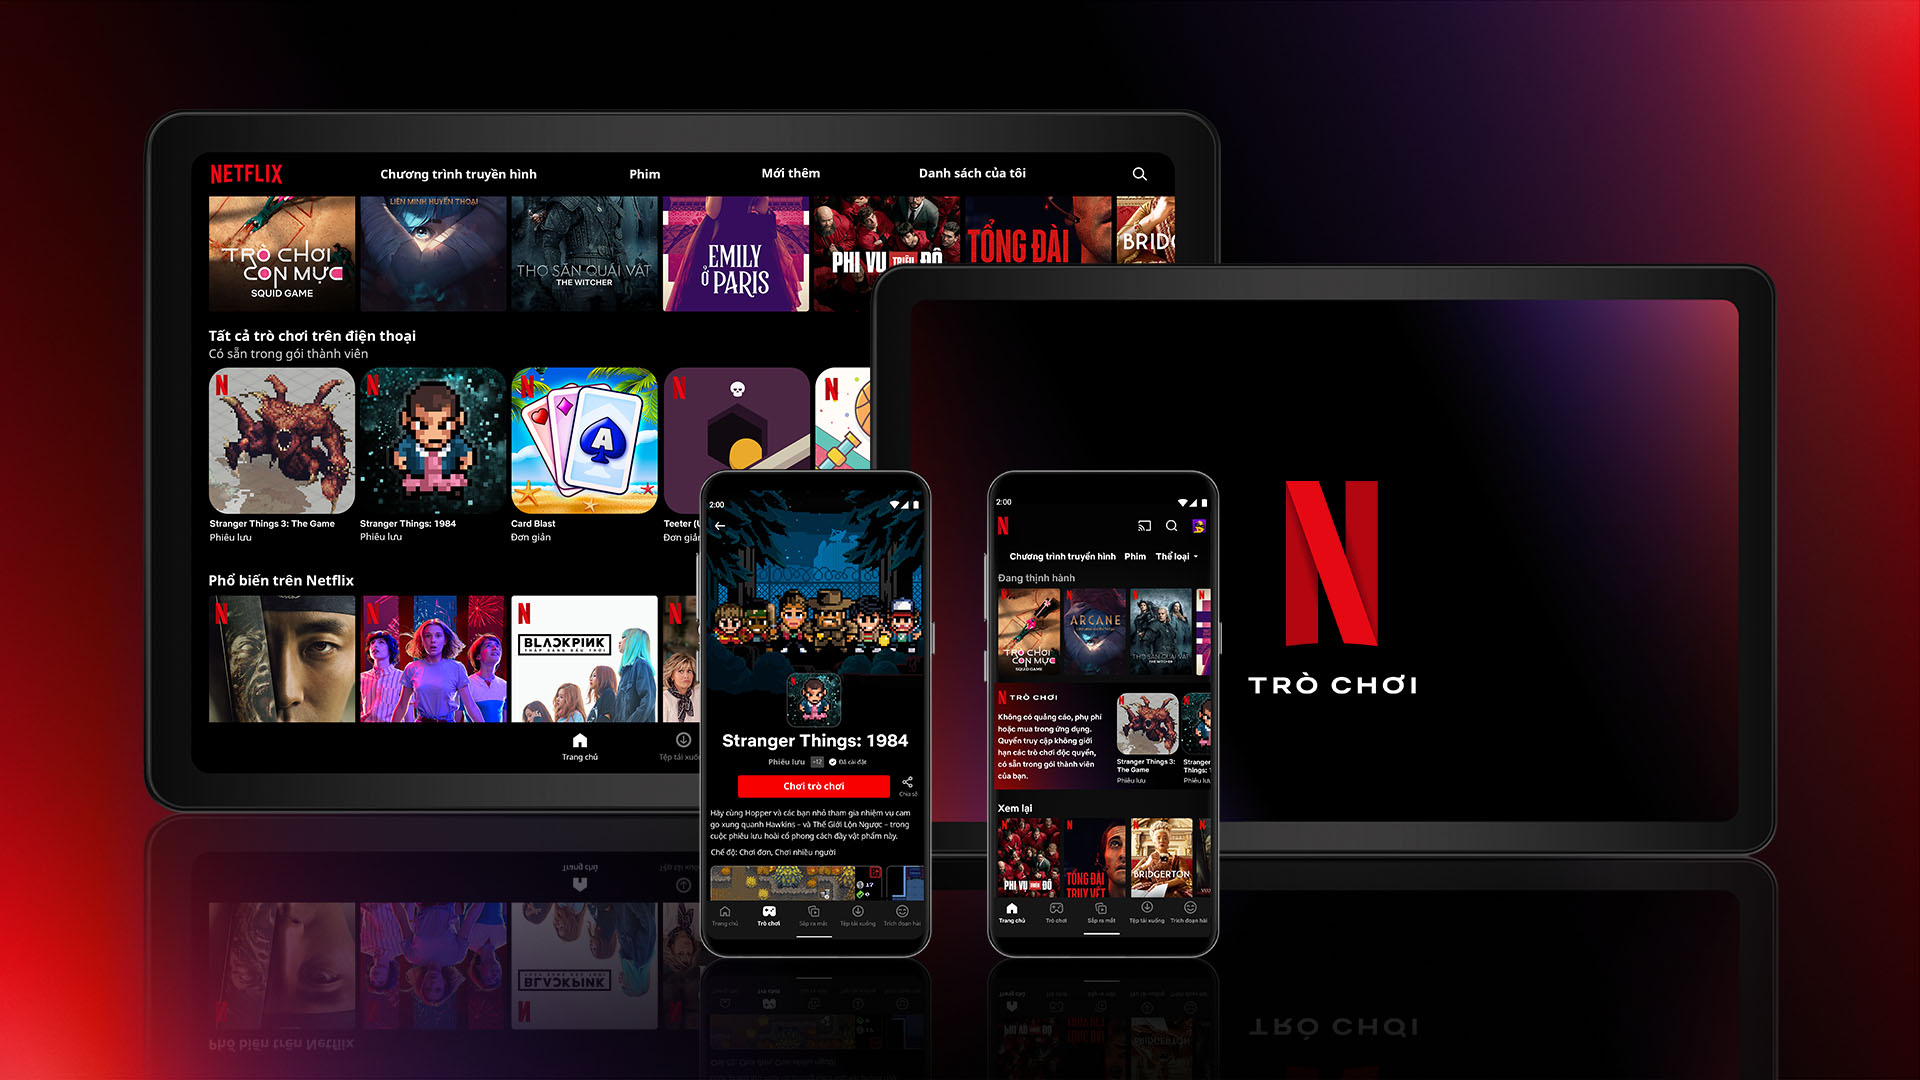 NETFLIX
Chương trình truyền hình
Phim
Mới thêm
Danh sách của tôi
TRÒ CHƠI
CON MỰC
SQUID GAME
LIÊN MINH HUYỀN THOẠI
THỢ SĂN QUÁI VẬT
THE WITCHER
EMILY
Ở PARIS
PHI VỤ TRIỆU ĐÔ
TỔNG ĐÀI
BRIDG
Tất cả trò chơi trên điện thoại
Có sẵn trong gói thành viên
Stranger Things 3: The Game
Phiêu lưu
Stranger Things: 1984
Phiêu lưu
A
Card Blast
Đơn giản
Teeter (U
Đơn giản
Phổ biến trên Netflix
BLACKPINK
THẮP SÁNG BẦU TRỜI
Trang chủ
Tệp tải xuống
2:00
Stranger Things: 1984
Phiêu lưu +12 Đã cài đặt
Chơi trò chơi
Chia sẻ
Hãy cùng Hopper và các bạn nhỏ tham gia nhiệm vụ cam
go xung quanh Hawkins – và Thế Giới Lộn Ngược – trong
cuộc phiêu lưu hoài cổ phong cách đầy vật phẩm này.
Chế độ: Chơi đơn, Chơi nhiều người
17
0
Trang chủ
Trò chơi
Sắp ra mắt
Tệp tải xuống
Trích đoạn hài
2:00
N
Chương trình truyền hình
Phim
Thể loại
Đang thịnh hành
TRÒ CHƠI
CON MỰC
SQUID GAME
ARCANE
THỢ SĂN QUÁI VẬT
THE WITCHER
N TRÒ CHƠI
Không có quảng cáo, phụ phí
hoặc mua trong ứng dụng.
Quyền truy cập không giới
hạn các trò chơi độc quyền,
có sẵn trong gói thành viên
của bạn.
Stranger Things 3:
The Game
Phiêu lưu
Stranger
Things: 1
Phiêu lưu
Xem lại
PHI VỤ TRIỆU ĐÔ
TỔNG ĐÀI
TRUY VẾT
BRIDGERTON
Trang chủ
Trò chơi
Sắp ra mắt
Tệp tải xuống
Trích đoạn hài
N
TRÒ CHƠI